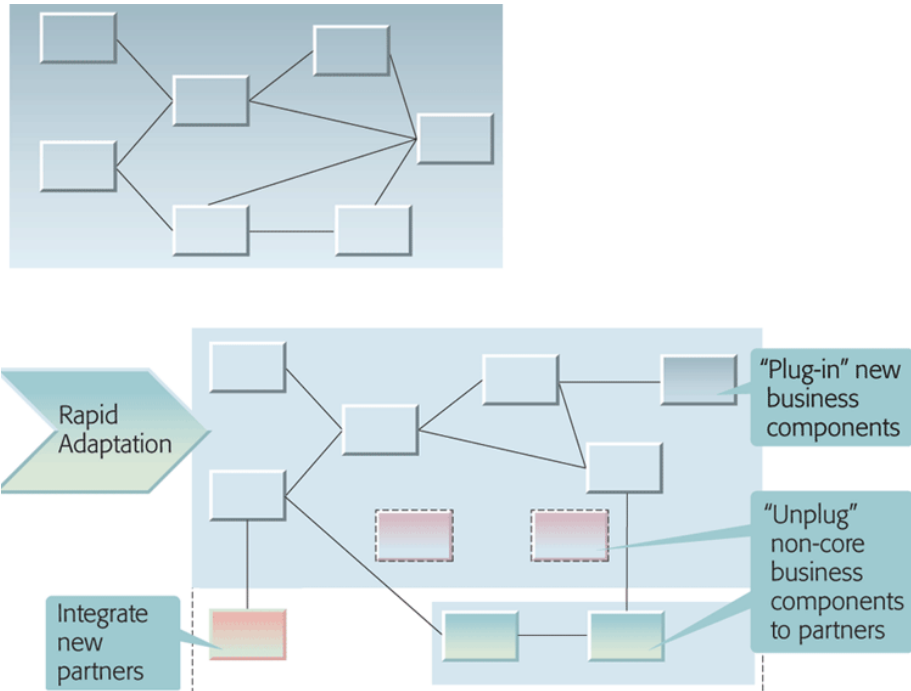 Rapid
Adaptation
“Plug-in” new
business
components
“Unplug”
non-core
business
components
to partners
Integrate
new
partners